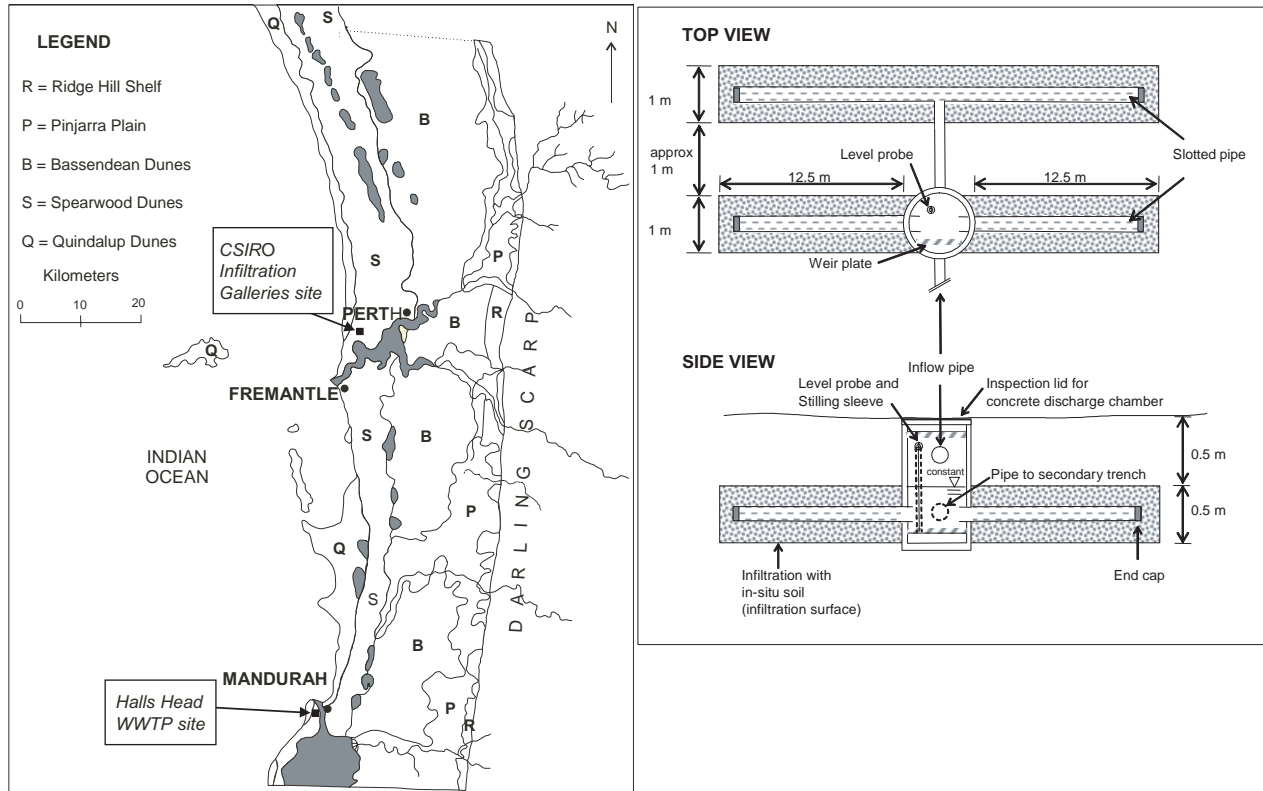 LEGEND
R = Ridge Hill Shelf
P = Pinjarra Plain
B = Bassendean Dunes
S = Spearwood Dunes
Q = Quindalup Dunes
Kilometers
0 10 20
Q
S
N
B
CSIRO
Infiltration
Galleries site
S
P
PERTH
B
R
Q
FREMANTLE
S
B
INDIAN
OCEAN
P
DARLING SCARP
Q
S
B
MANDURAH
Halls Head
WWTP site
P
R
TOP VIEW
1 m
approx
1 m
Level probe
Slotted pipe
12.5 m
12.5 m
1 m
Weir plate
SIDE VIEW
Inflow pipe
Level probe and
Stilling sleeve
Inspection lid for
concrete discharge chamber
0.5 m
constant
Pipe to secondary trench
0.5 m
Infiltration with
in-situ soil
(infiltration surface)
End cap